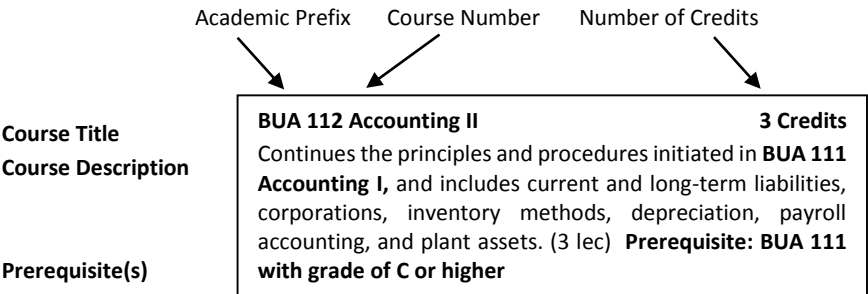 Academic Prefix Course Number Number of Credits
Course Title
Course Description
Prerequisite(s)
BUA 112 Accounting II 3 Credits
Continues the principles and procedures initiated in BUA 111
Accounting I, and includes current and long-term liabilities,
corporations, inventory methods, depreciation, payroll
accounting, and plant assets. (3 lec) Prerequisite: BUA 111
with grade of C or higher